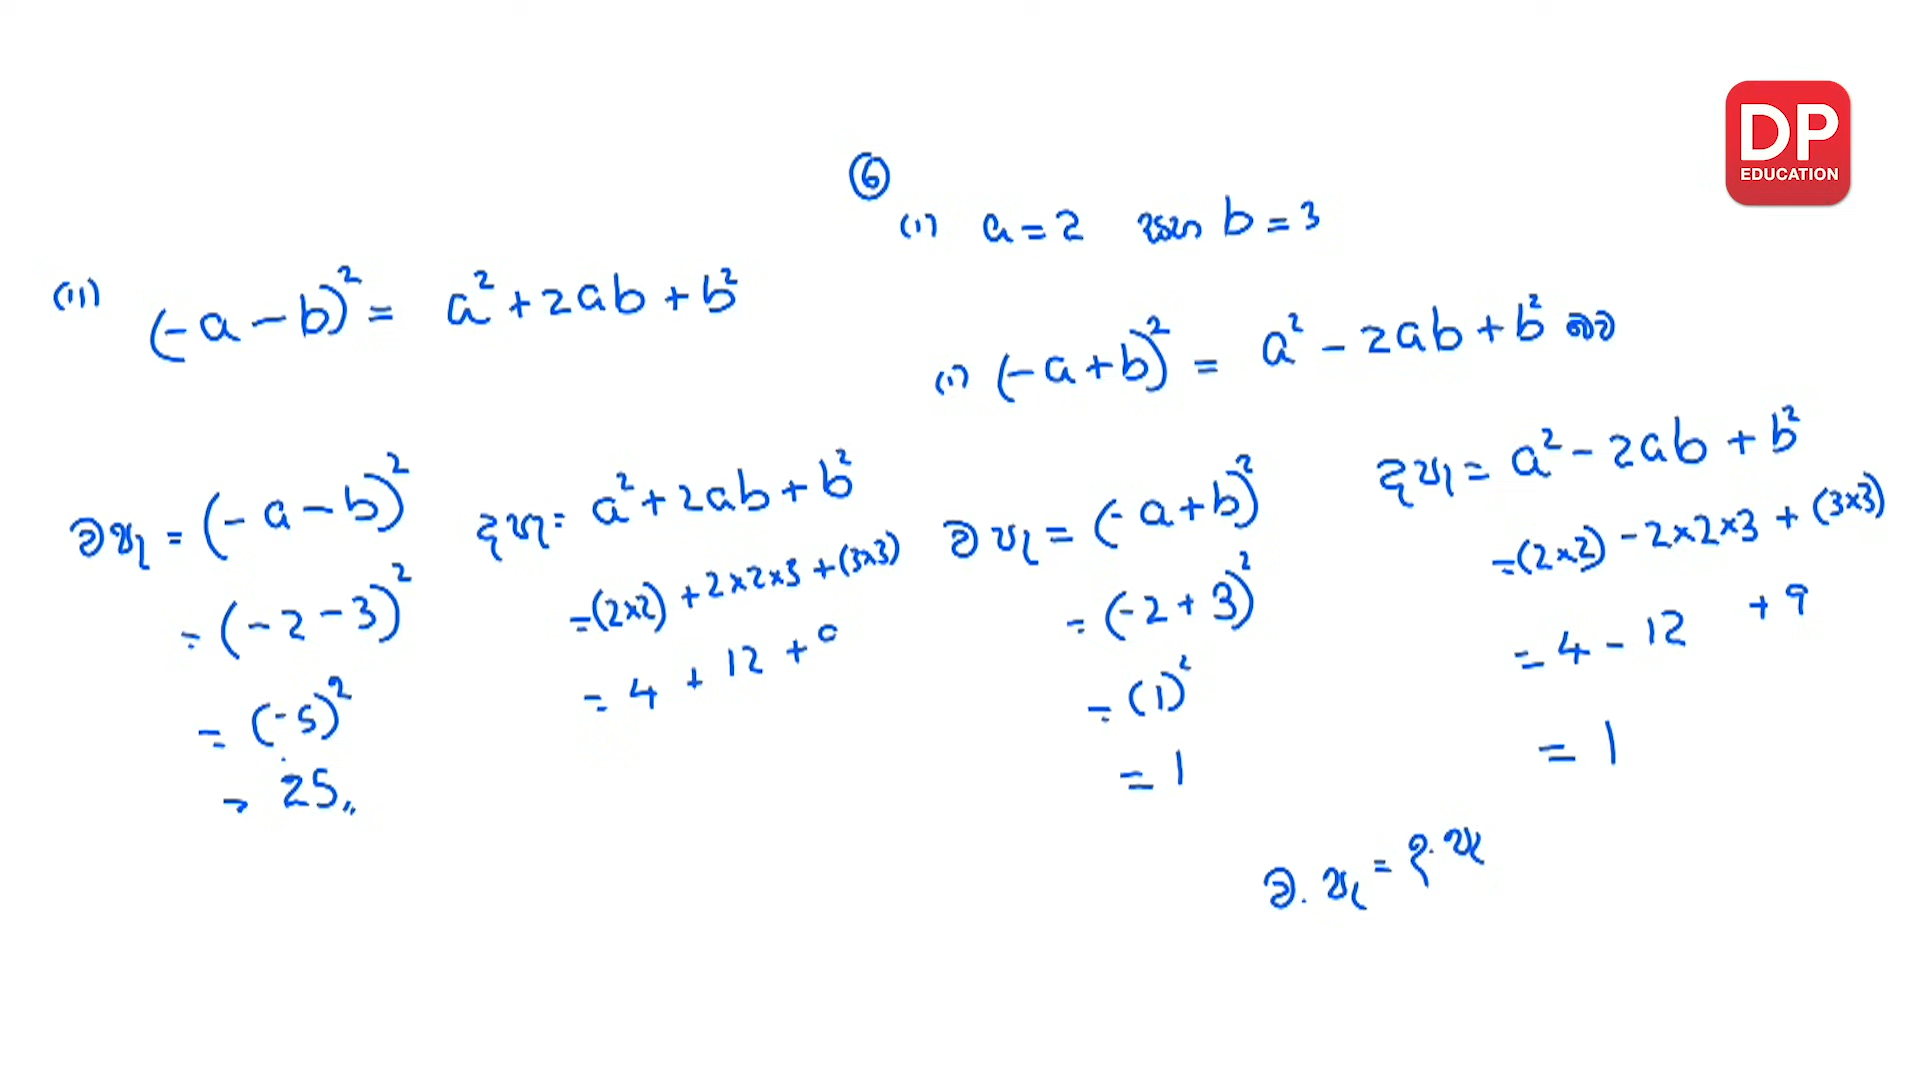 DP
EDUCATION
(ii) (-a-b)² = a²+2ab+b²
ව.පැ = (-a-b)²
= (-2-3)²
= (-5)²
= 25,,
ද.පැ = a²+2ab+b²
=(2×2)+2×2×3+(3×3)
= 4 + 12 +
⑥
(i) a=2 සහ b=3
(i) (-a+b)² = a²-2ab+b² බව
ව.පැ = (-a+b)²
= (-2+3)²
= (1)²
= 1
ද.පැ = a²-2ab+b²
=(2×2)-2×2×3+(3×3)
= 4-12 +9
= 1
ව.පැ = ද.පැ